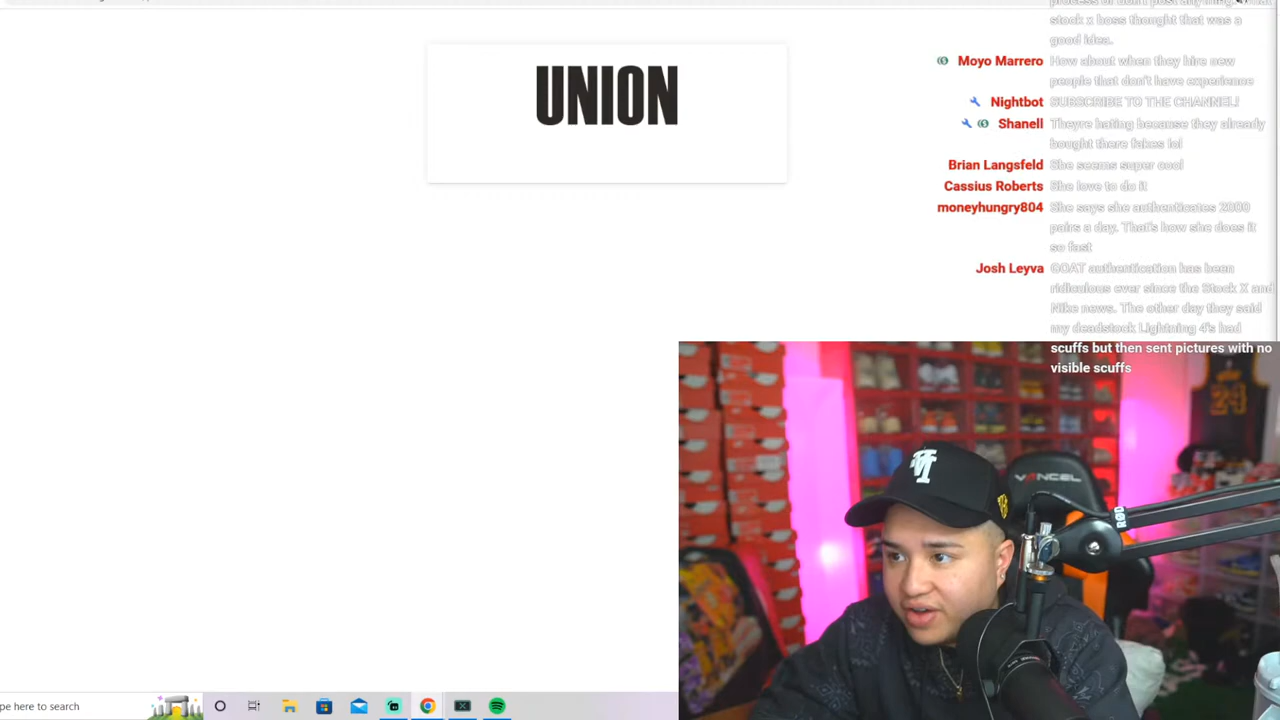 stock x boss thought that was a
good idea.
UNION
Moyo Marrero How about when they hire new
people that don't have experience
Nightbot SUBSCRIBE TO THE CHANNEL!
Shanell Theyre hating because they already
bought there fakes lol
Brian Langsfeld She seems super cool
Cassius Roberts She love to do it
moneyhungry804 She says she authenticates 2000
pairs a day. That's how she does it
so fast
Josh Leyva GOAT authentication has been
ridiculous ever since the Stock X and
Nike news. The other day they said
my deadstock Lightning 4's had
scuffs but then sent pictures with no
visible scuffs
24
VANCEL
RØD
pe here to search